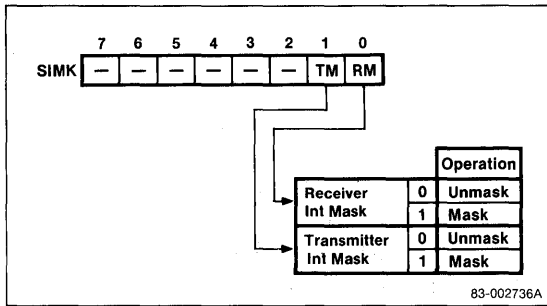 7 6 5 4 3 2 1 0
SIMK — — — — — — TM RM
Operation
Receiver 0 Unmask
Int Mask 1 Mask
Transmitter 0 Unmask
Int Mask 1 Mask
83-002736A